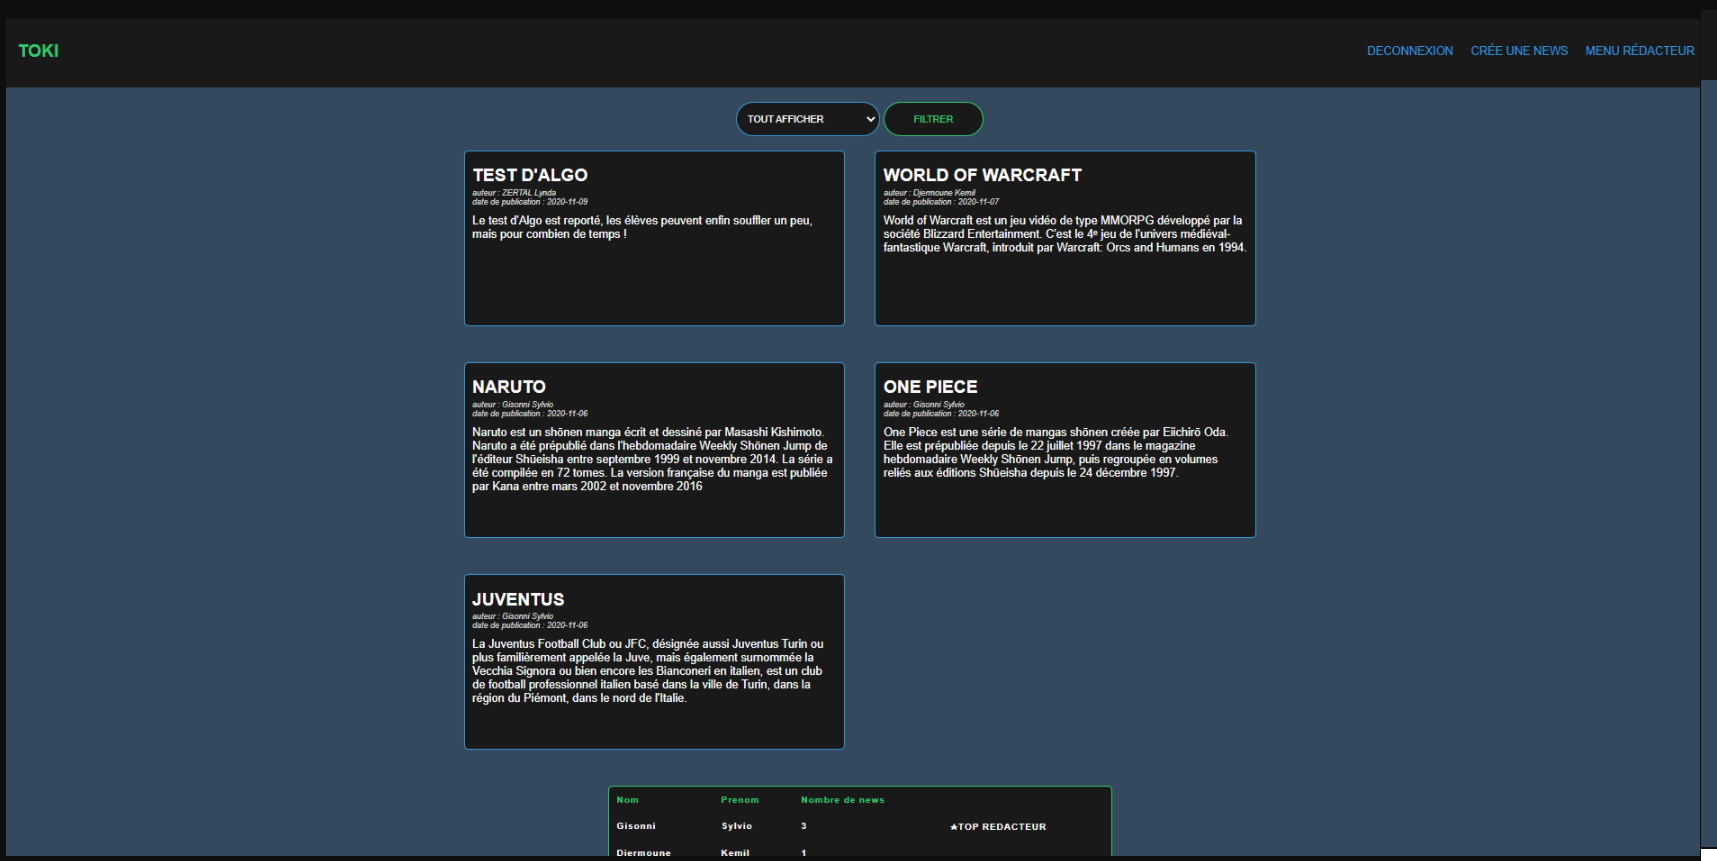 TOKI
DECONNEXION CRÉE UNE NEWS MENU RÉDACTEUR
TOUT AFFICHER FILTRER
TEST D'ALGO
auteur : ZERTAL Lynda
date de publication : 2020-11-09
Le test d'Algo est reporté, les élèves peuvent enfin souffler un peu,
mais pour combien de temps !
WORLD OF WARCRAFT
auteur : Djermoune Kemil
date de publication : 2020-11-07
World of Warcraft est un jeu vidéo de type MMORPG développé par la
société Blizzard Entertainment. C'est le 4ᵉ jeu de l'univers médiéval-
fantastique Warcraft, introduit par Warcraft: Orcs and Humans en 1994.
NARUTO
auteur : Gisonni Sylvio
date de publication : 2020-11-06
Naruto est un shōnen manga écrit et dessiné par Masashi Kishimoto.
Naruto a été prépublié dans l'hebdomadaire Weekly Shōnen Jump de
l'éditeur Shūeisha entre septembre 1999 et novembre 2014. La série a
été compilée en 72 tomes. La version française du manga est publiée
par Kana entre mars 2002 et novembre 2016
ONE PIECE
auteur : Gisonni Sylvio
date de publication : 2020-11-06
One Piece est une série de mangas shōnen créée par Eiichirō Oda.
Elle est prépubliée depuis le 22 juillet 1997 dans le magazine
hebdomadaire Weekly Shōnen Jump, puis regroupée en volumes
reliés aux éditions Shūeisha depuis le 24 décembre 1997.
JUVENTUS
auteur : Gisonni Sylvio
date de publication : 2020-11-06
La Juventus Football Club ou JFC, désignée aussi Juventus Turin ou
plus familièrement appelée la Juve, mais également surnommée la
Vecchia Signora ou bien encore les Bianconeri en italien, est un club
de football professionnel italien basé dans la ville de Turin, dans la
région du Piémont, dans le nord de l'Italie.
Nom Prenom Nombre de news
Gisonni Sylvio 3 ★TOP REDACTEUR
Djermoune Kemil 1